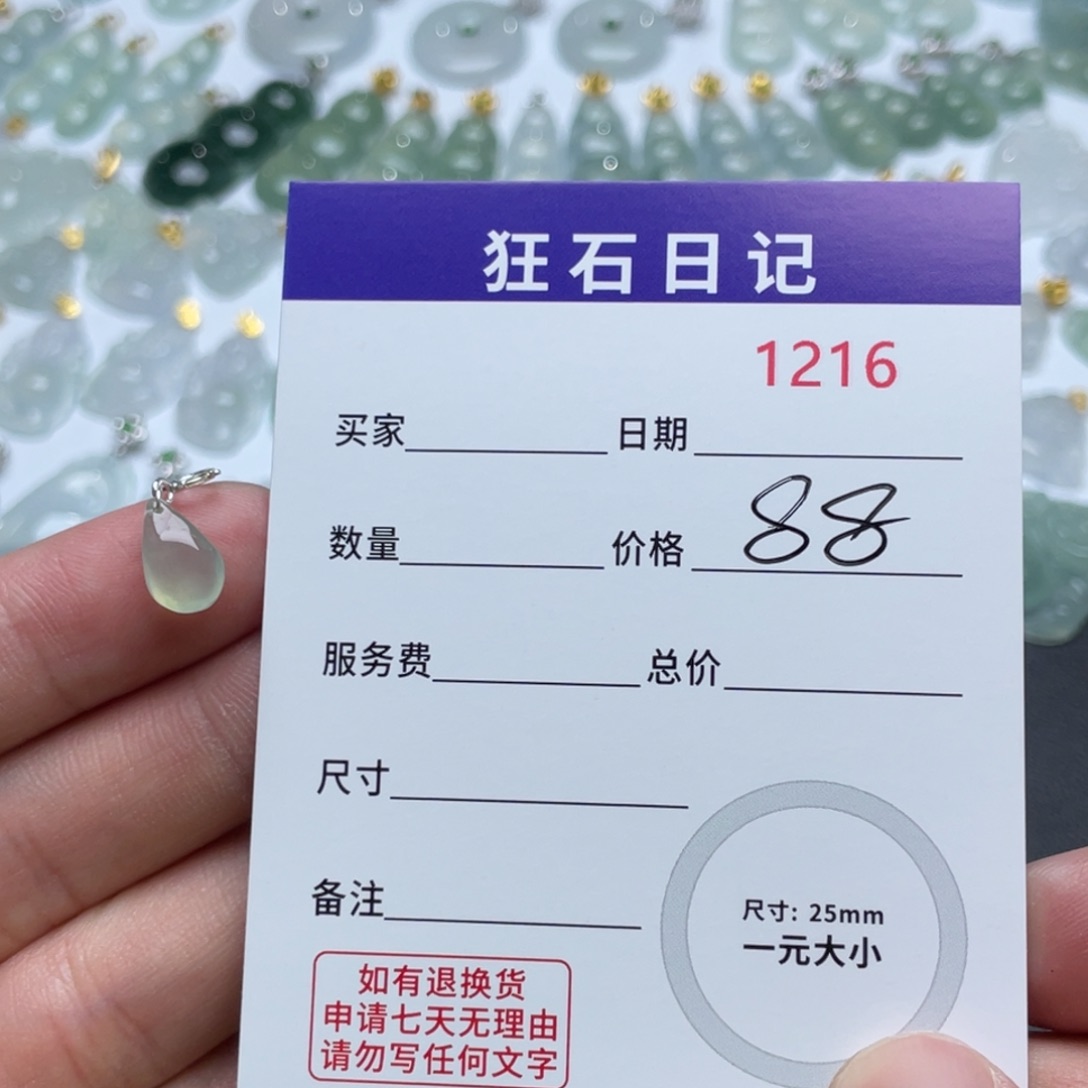 狂石日记
1216
买家 日期
数量 价格 88
服务费 总价
尺寸
备注
尺寸: 25mm
一元大小
如有退换货
申请七天无理由
请勿写任何文字